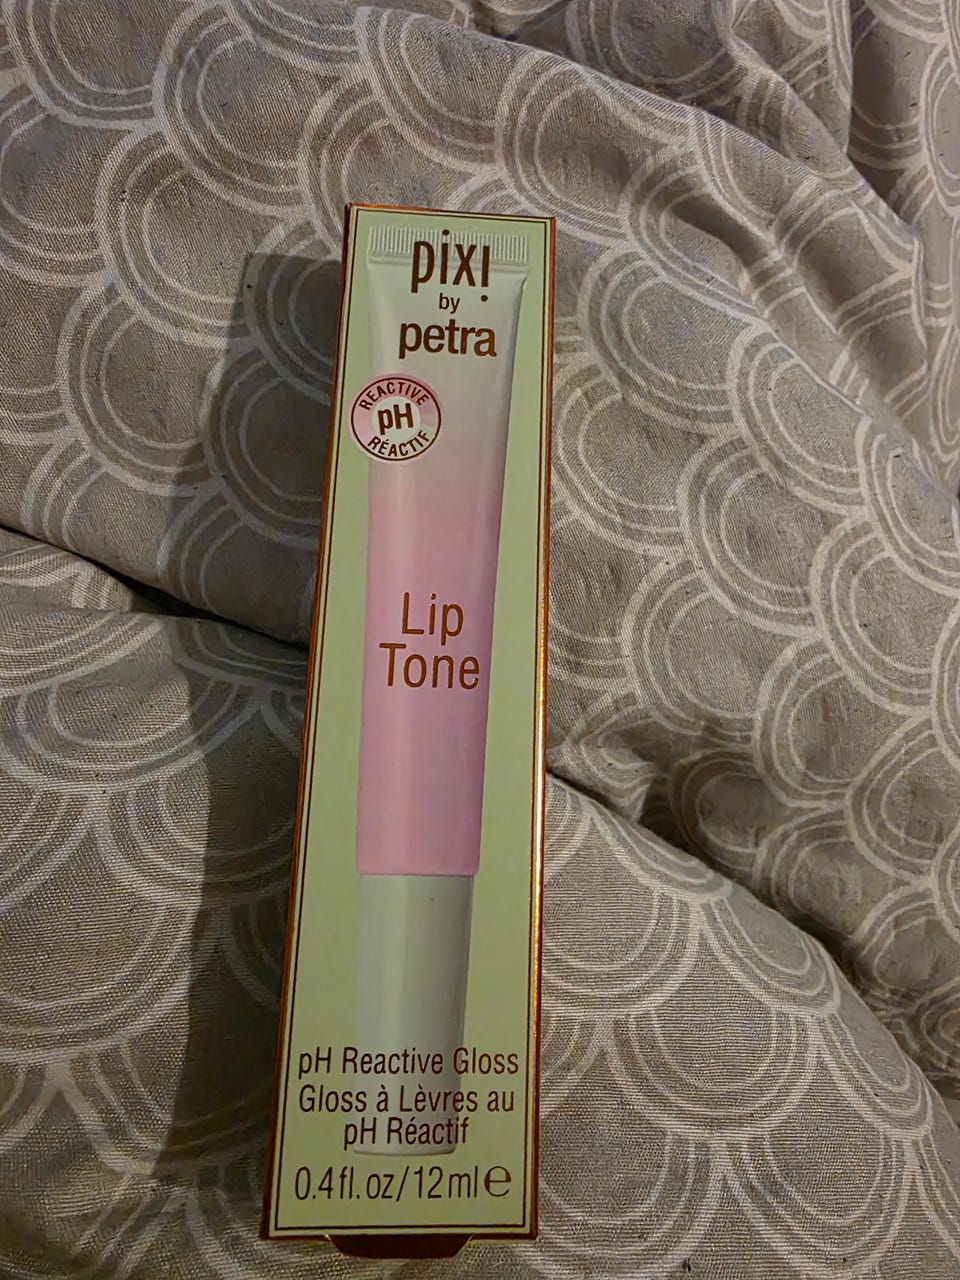 pixi
by
petra
REACTIVE
pH
RÉACTIF
Lip
Tone
pH Reactive Gloss
Gloss à Lèvres au
pH Réactif
0.4fl.oz/12ml℮